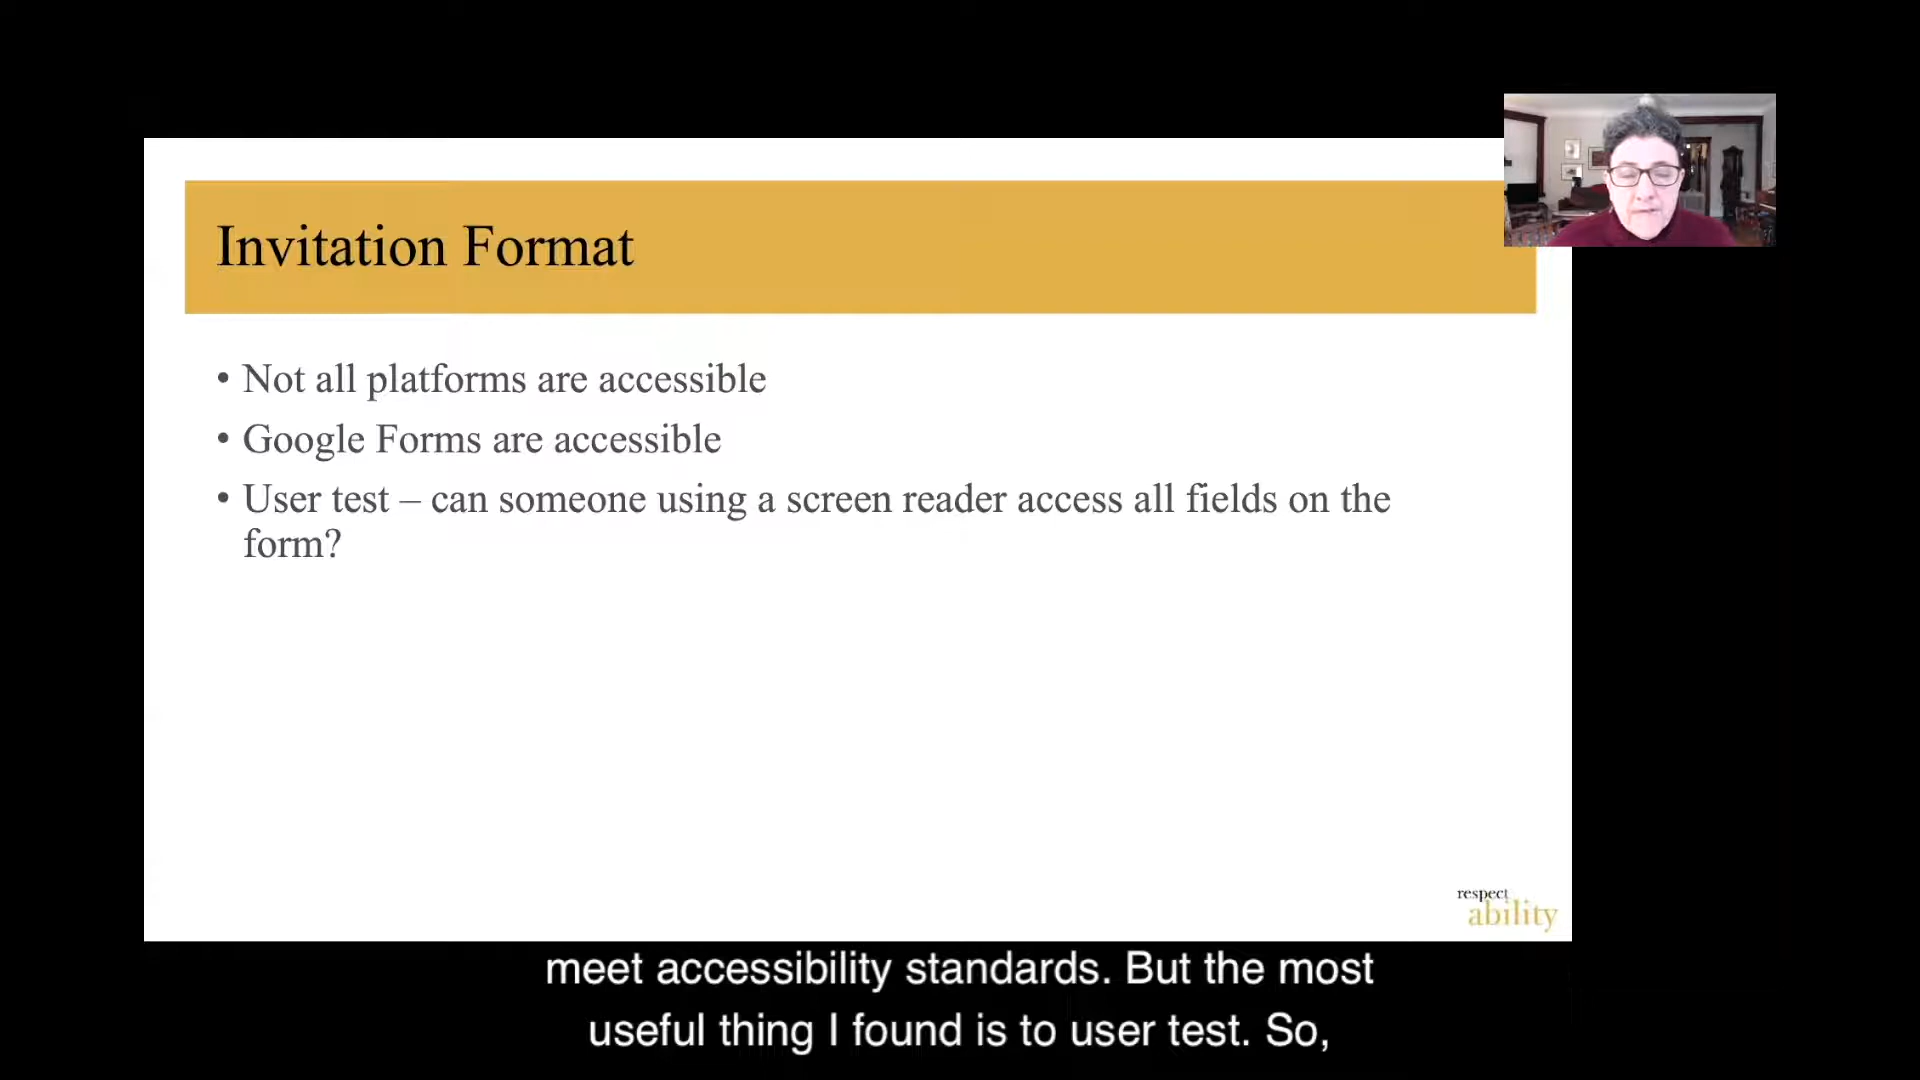 Invitation Format
• Not all platforms are accessible
• Google Forms are accessible
• User test – can someone using a screen reader access all fields on the
form?
respect
ability
meet accessibility standards. But the most
useful thing I found is to user test. So,